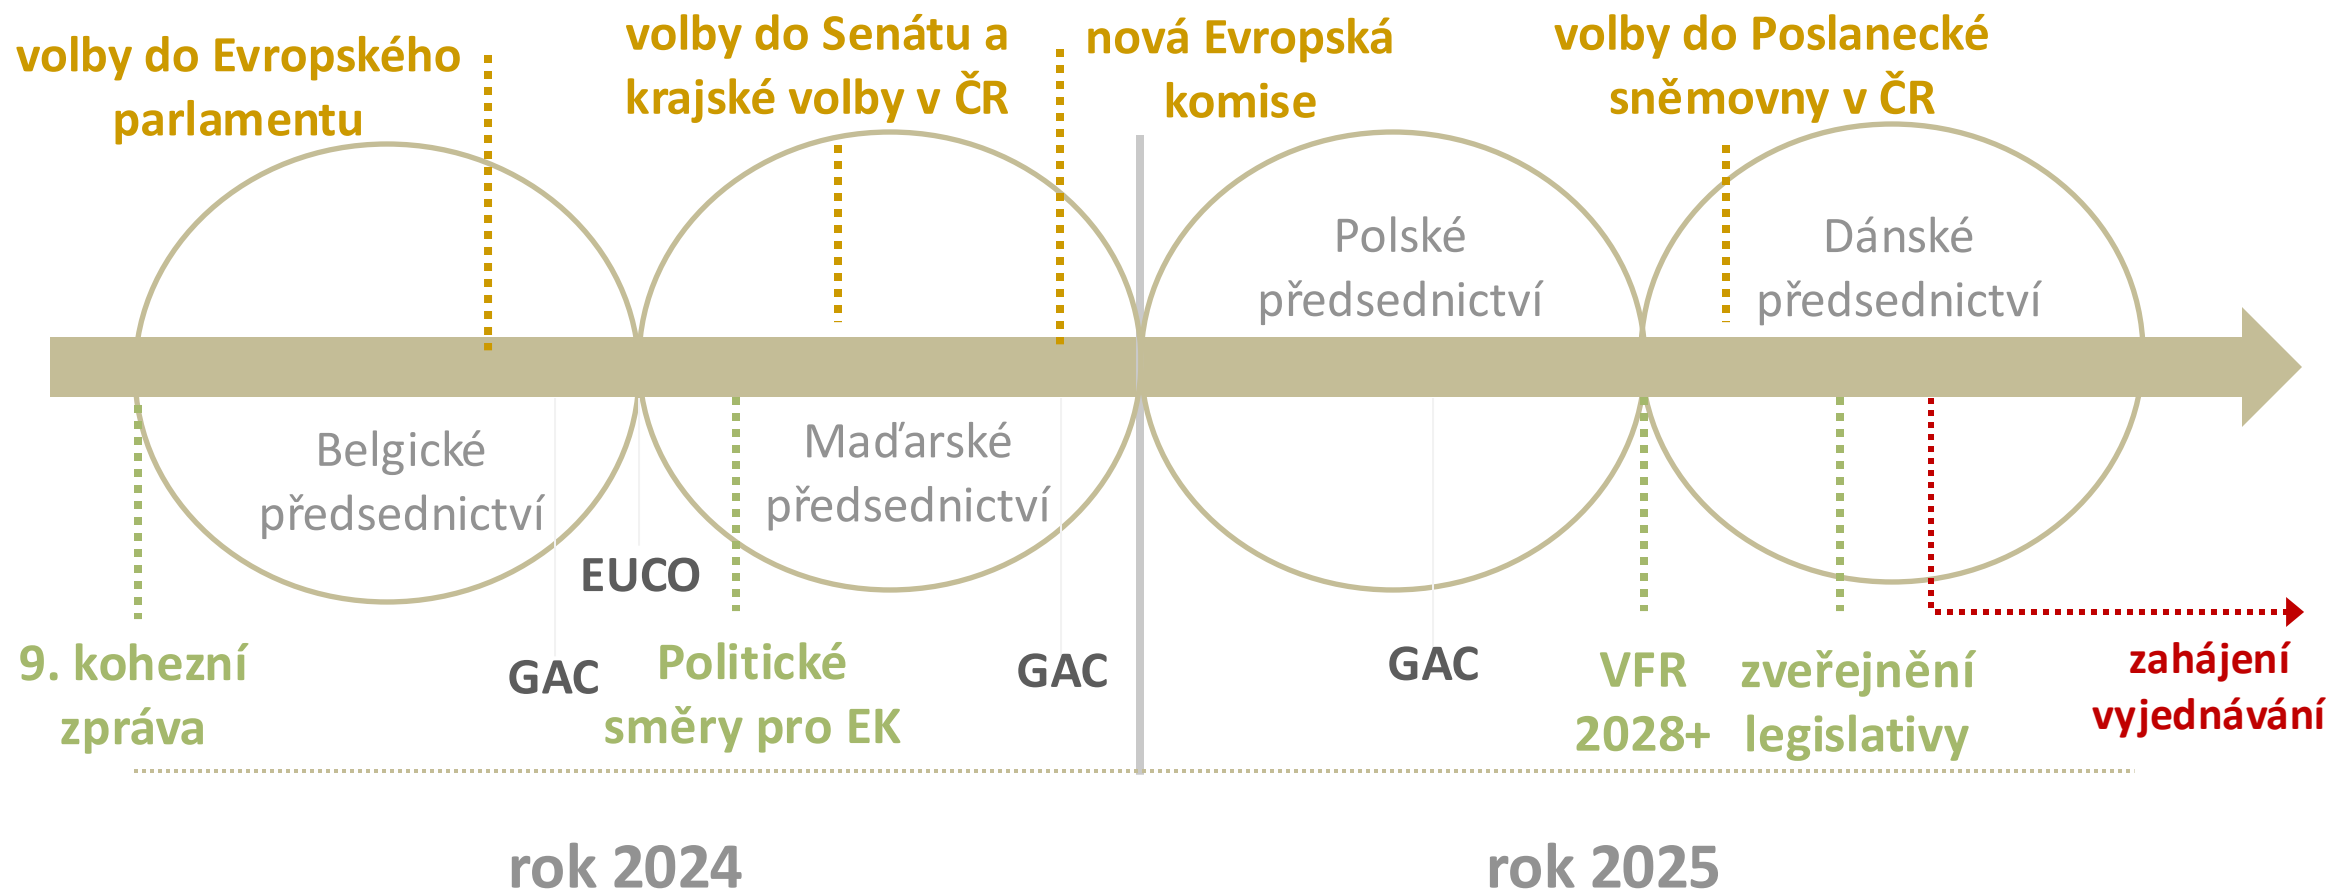 volby do Evropského
parlamentu
volby do Senátu a
krajské volby v ČR
nová Evropská
komise
volby do Poslanecké
sněmovny v ČR
Polské
předsednictví
Dánské
předsednictví
Belgické
předsednictví
Maďarské
předsednictví
EUCO
9. kohezní
zpráva
GAC
Politické
směry pro EK
GAC
GAC
VFR
2028+
zveřejnění
legislativy
zahájení
vyjednávání
rok 2024
rok 2025